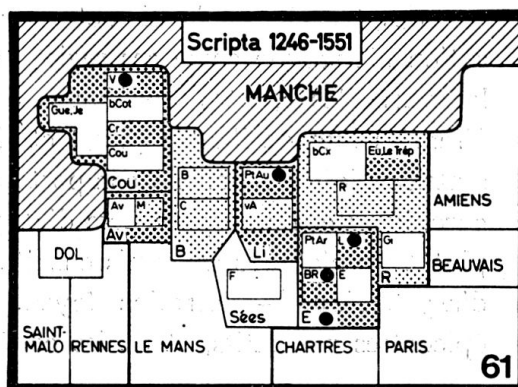 Scripta 1246-1551
MANCHE
V
bCot
Gue, Je
Cr
Cou
Cou
Av M
Av
B
C
B
PtAu
vA
Li
bCx
Eu, Le Trép
R
PtAr
L
Gi
BR
E
R
F
Sées
E
AMIENS
BEAUVAIS
DOL
SAINT-
MALO
RENNES
LE MANS
CHARTRES
PARIS
61